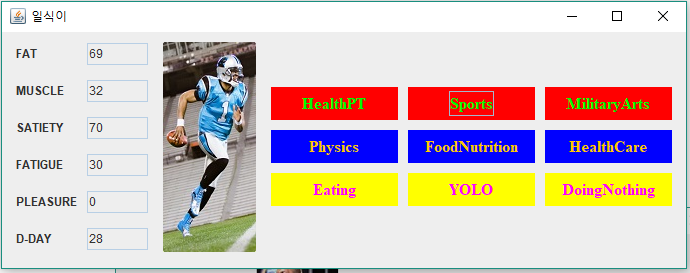 일식이
FAT 69
MUSCLE 32
SATIETY 70
FATIGUE 30
PLEASURE 0
D-DAY 28
1
HealthPT Sports MilitaryArts
Physics FoodNutrition HealthCare
Eating YOLO DoingNothing